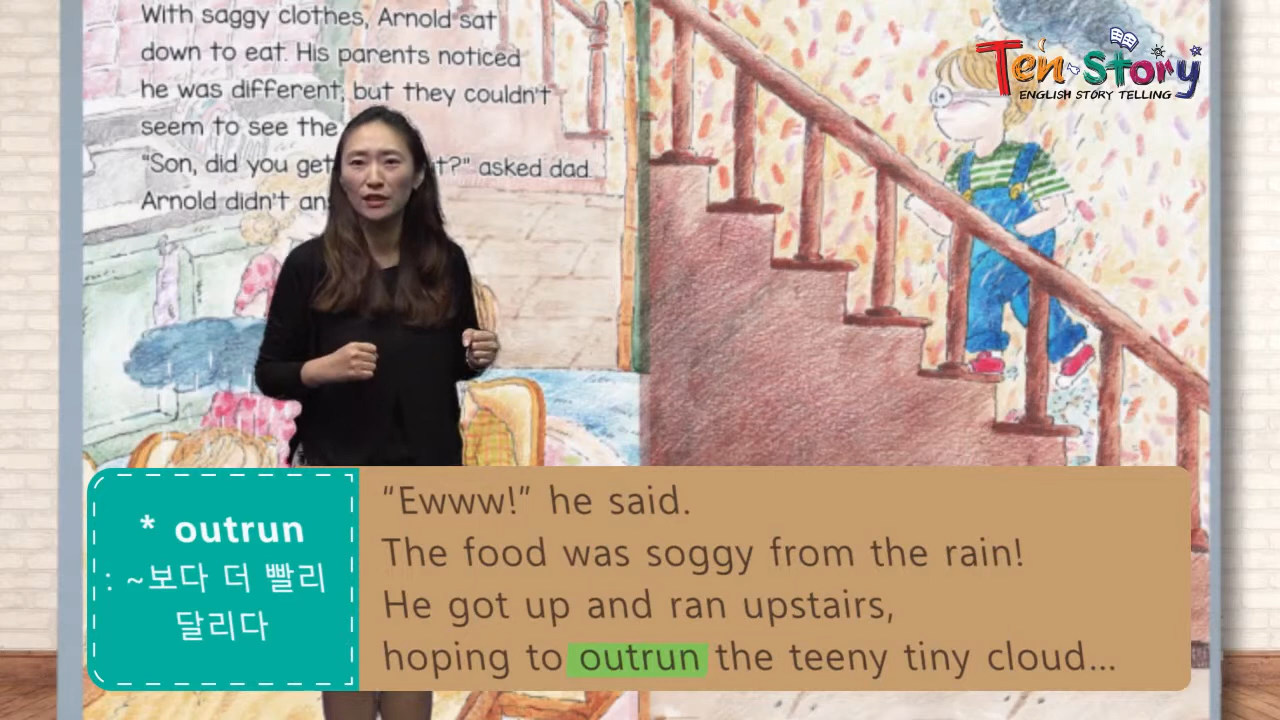 With saggy clothes, Arnold sat
down to eat. His parents noticed
he was different, but they couldn't
seem to see the
"Son, did you get t?" asked dad.
Arnold didn't an
Ten Story
ENGLISH STORY TELLING
* outrun
: ~보다 더 빨리
달리다
"Ewww!" he said.
The food was soggy from the rain!
He got up and ran upstairs,
hoping to outrun the teeny tiny cloud...